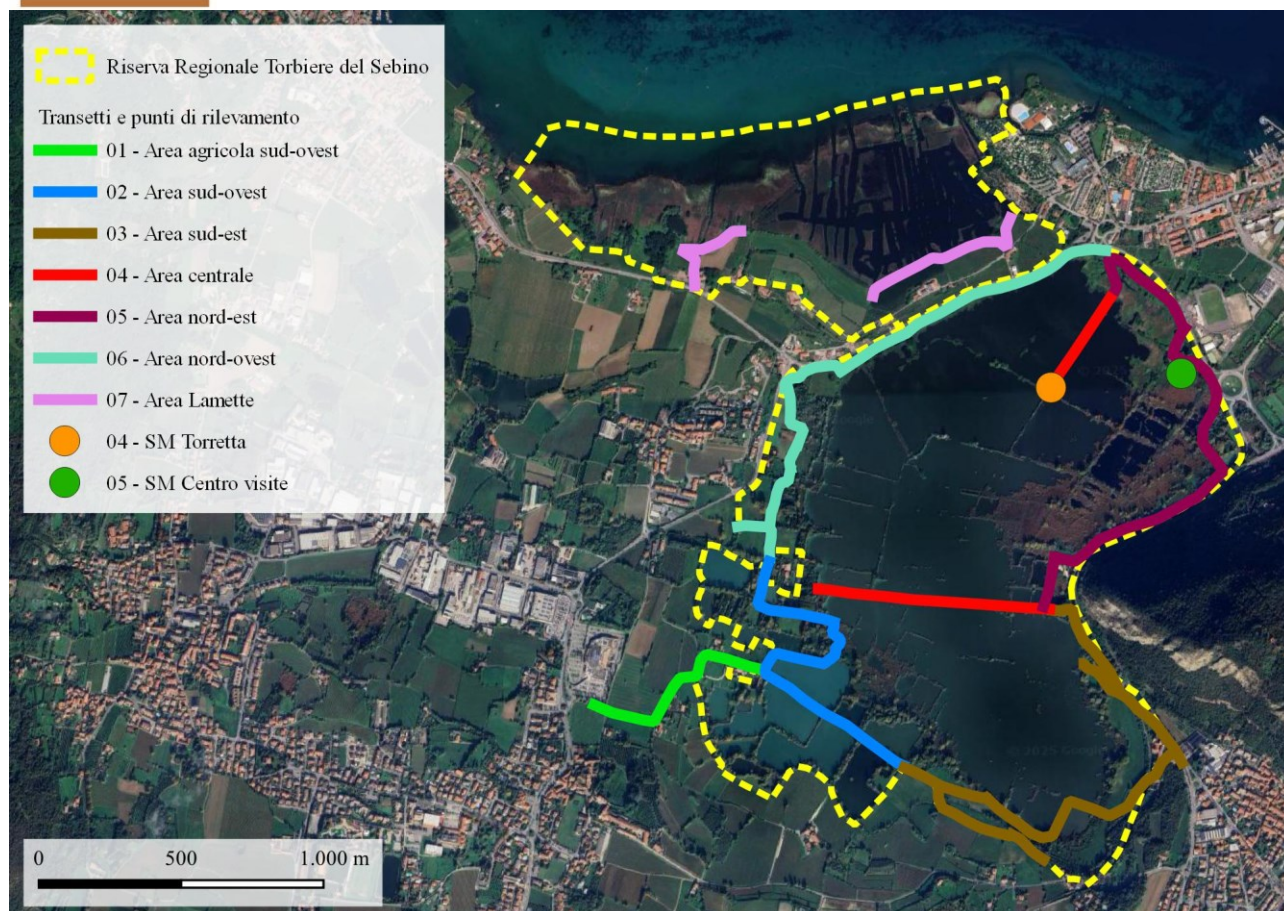 Riserva Regionale Torbiere del Sebino
Transetti e punti di rilevamento
01 - Area agricola sud-ovest
02 - Area sud-ovest
03 - Area sud-est
04 - Area centrale
05 - Area nord-est
06 - Area nord-ovest
07 - Area Lamette
04 - SM Torretta
05 - SM Centro visite
© 2025 Google
0 500 1.000 m